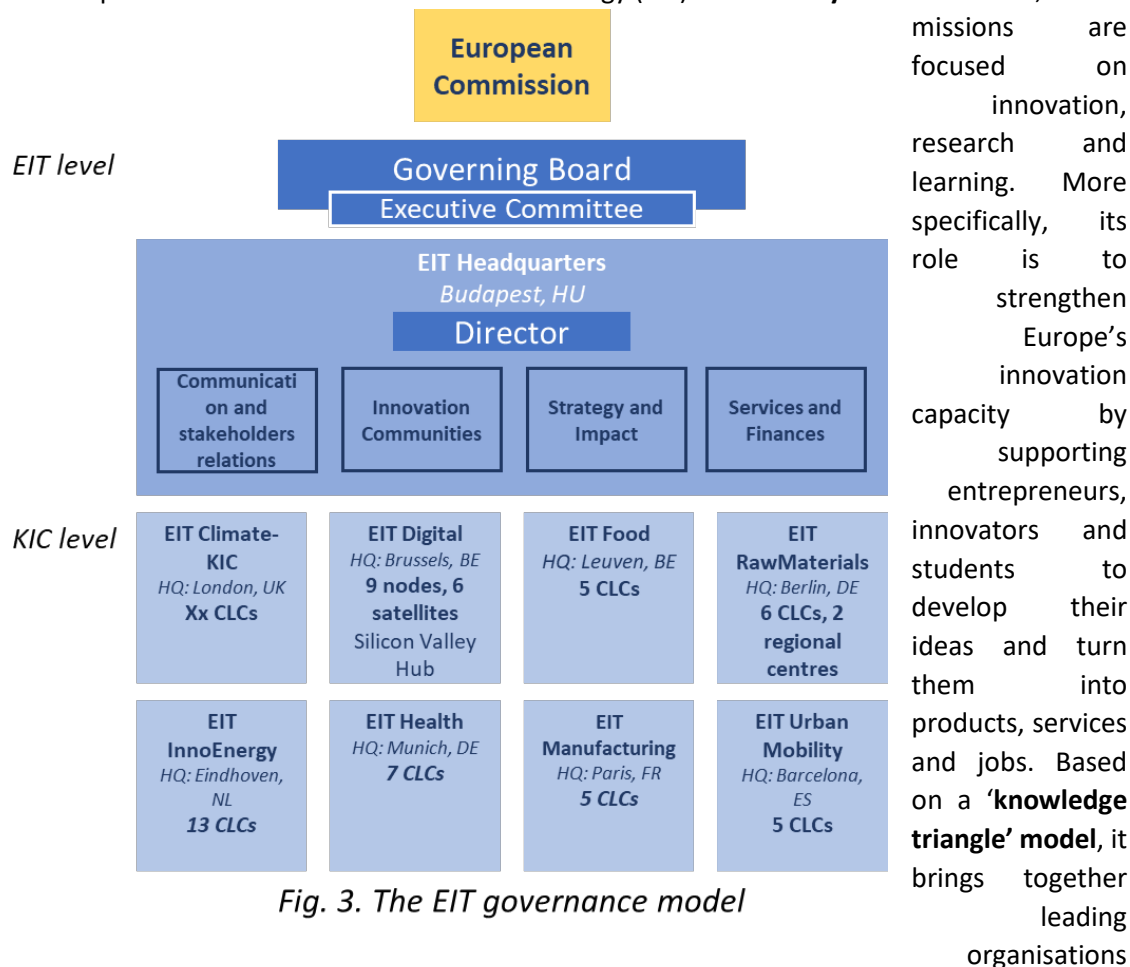 European
Commission
EIT level
Governing Board
Executive Committee
EIT Headquarters
Budapest, HU
Director
Communicati
on and
stakeholders
relations
Innovation
Communities
Strategy and
Impact
Services and
Finances
KIC level
EIT Climate-
KIC
HQ: London, UK
Xx CLCs
EIT Digital
HQ: Brussels, BE
9 nodes, 6
satellites
Silicon Valley
Hub
EIT Food
HQ: Leuven, BE
5 CLCs
EIT
RawMaterials
HQ: Berlin, DE
6 CLCs, 2
regional
centres
EIT
InnoEnergy
HQ: Eindhoven,
NL
13 CLCs
EIT Health
HQ: Munich, DE
7 CLCs
EIT
Manufacturing
HQ: Paris, FR
5 CLCs
EIT Urban
Mobility
HQ: Barcelona,
ES
5 CLCs
Fig. 3. The EIT governance model
missions are
focused on
innovation,
research and
learning. More
specifically, its
role is to
strengthen
Europe’s
innovation
capacity by
supporting
entrepreneurs,
innovators and
students to
develop their
ideas and turn
them into
products, services
and jobs. Based
on a ‘knowledge
triangle’ model, it
brings together
leading
organisations